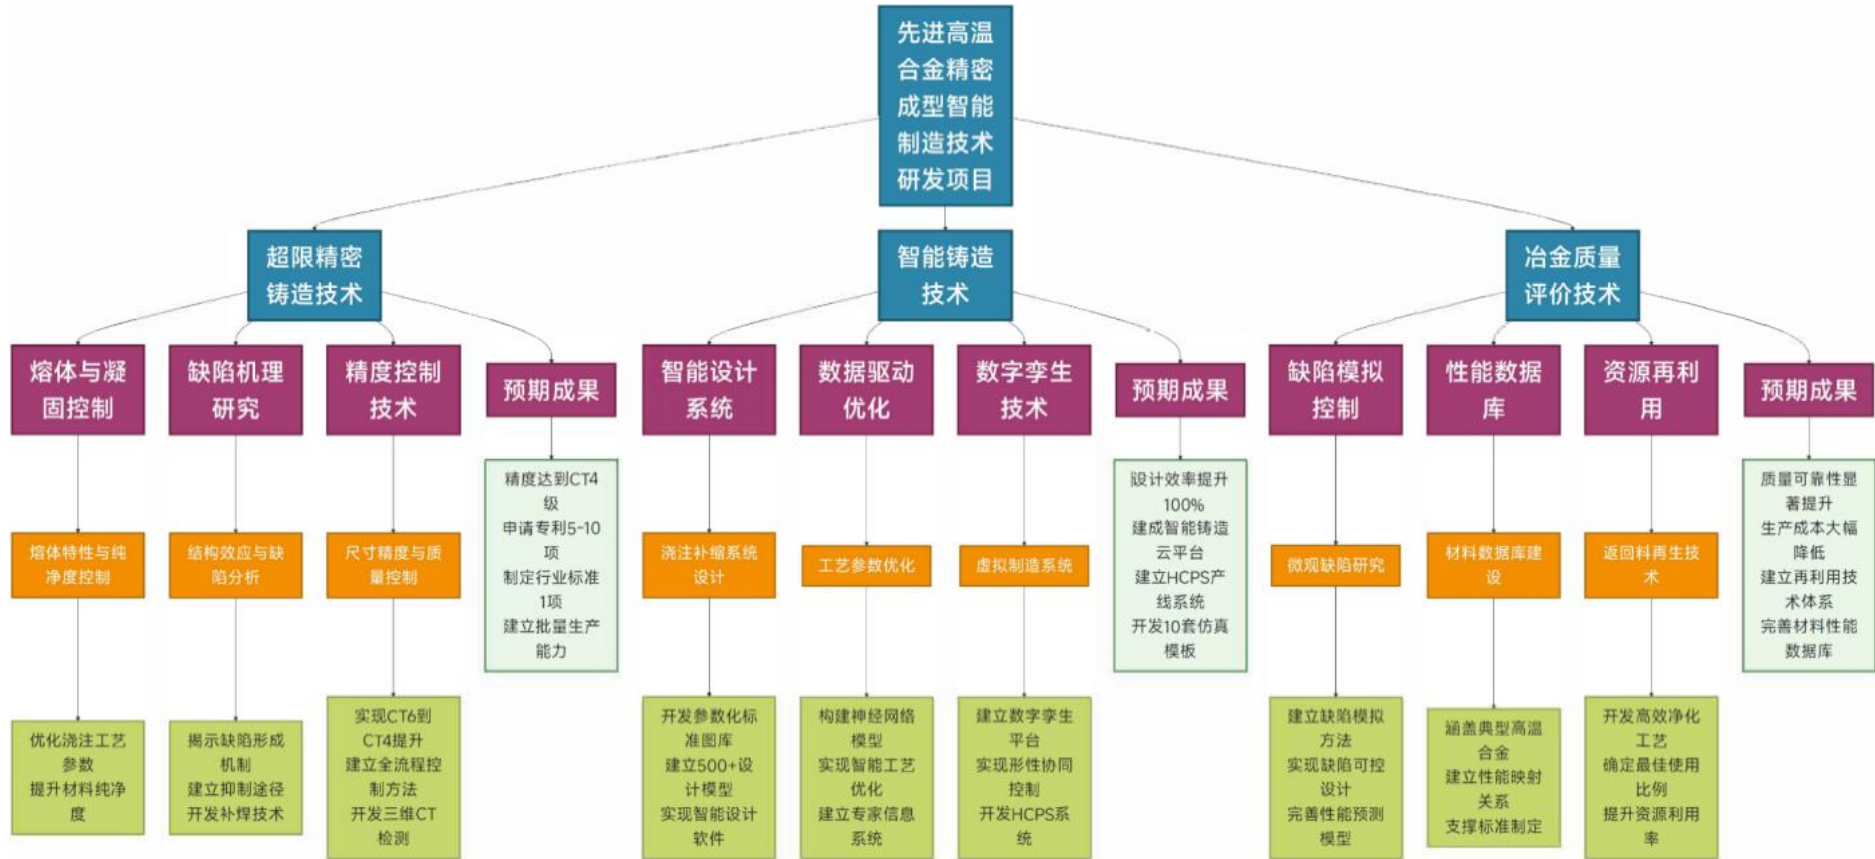 先进高温
合金精密
成型智能
制造技术
研发项目
超限精密
铸造技术
智能铸造
技术
冶金质量
评价技术
熔体与凝
固控制
缺陷机理
研究
精度控制
技术
预期成果
智能设计
系统
数据驱动
优化
数字孪生
技术
预期成果
缺陷模拟
控制
性能数据
库
资源再利
用
预期成果
精度达到CT4
级
申请专利5-10
项
制定行业标准
1项
建立批量生产
能力
设计效率提升
100%
建成智能铸造
云平台
建立HCPS产
线系统
开发10套仿真
模板
质量可靠性显
著提升
生产成本大幅
降低
建立再利用技
术体系
完善材料性能
数据库
熔体特性与纯
净度控制
结构效应与缺
陷分析
尺寸精度与质
量控制
浇注补缩系统
设计
工艺参数优化
虚拟制造系统
微观缺陷研究
材料数据库建
设
返回料再生技
术
优化浇注工艺
参数
提升材料纯净
度
揭示缺陷形成
机制
建立抑制途径
开发补焊技术
实现CT6到
CT4提升
建立全流程控
制方法
开发三维CT
检测
开发参数化标
准图库
建立500+设
计模型
实现智能设计
软件
构建神经网络
模型
实现智能工艺
优化
建立专家信息
系统
建立数字孪生
平台
实现形性协同
控制
开发HCPS系
统
建立缺陷模拟
方法
实现缺陷可控
设计
完善性能预测
模型
涵盖典型高温
合金
建立性能映射
关系
支撑标准制定
开发高效净化
工艺
确定最佳使用
比例
提升资源利用
率